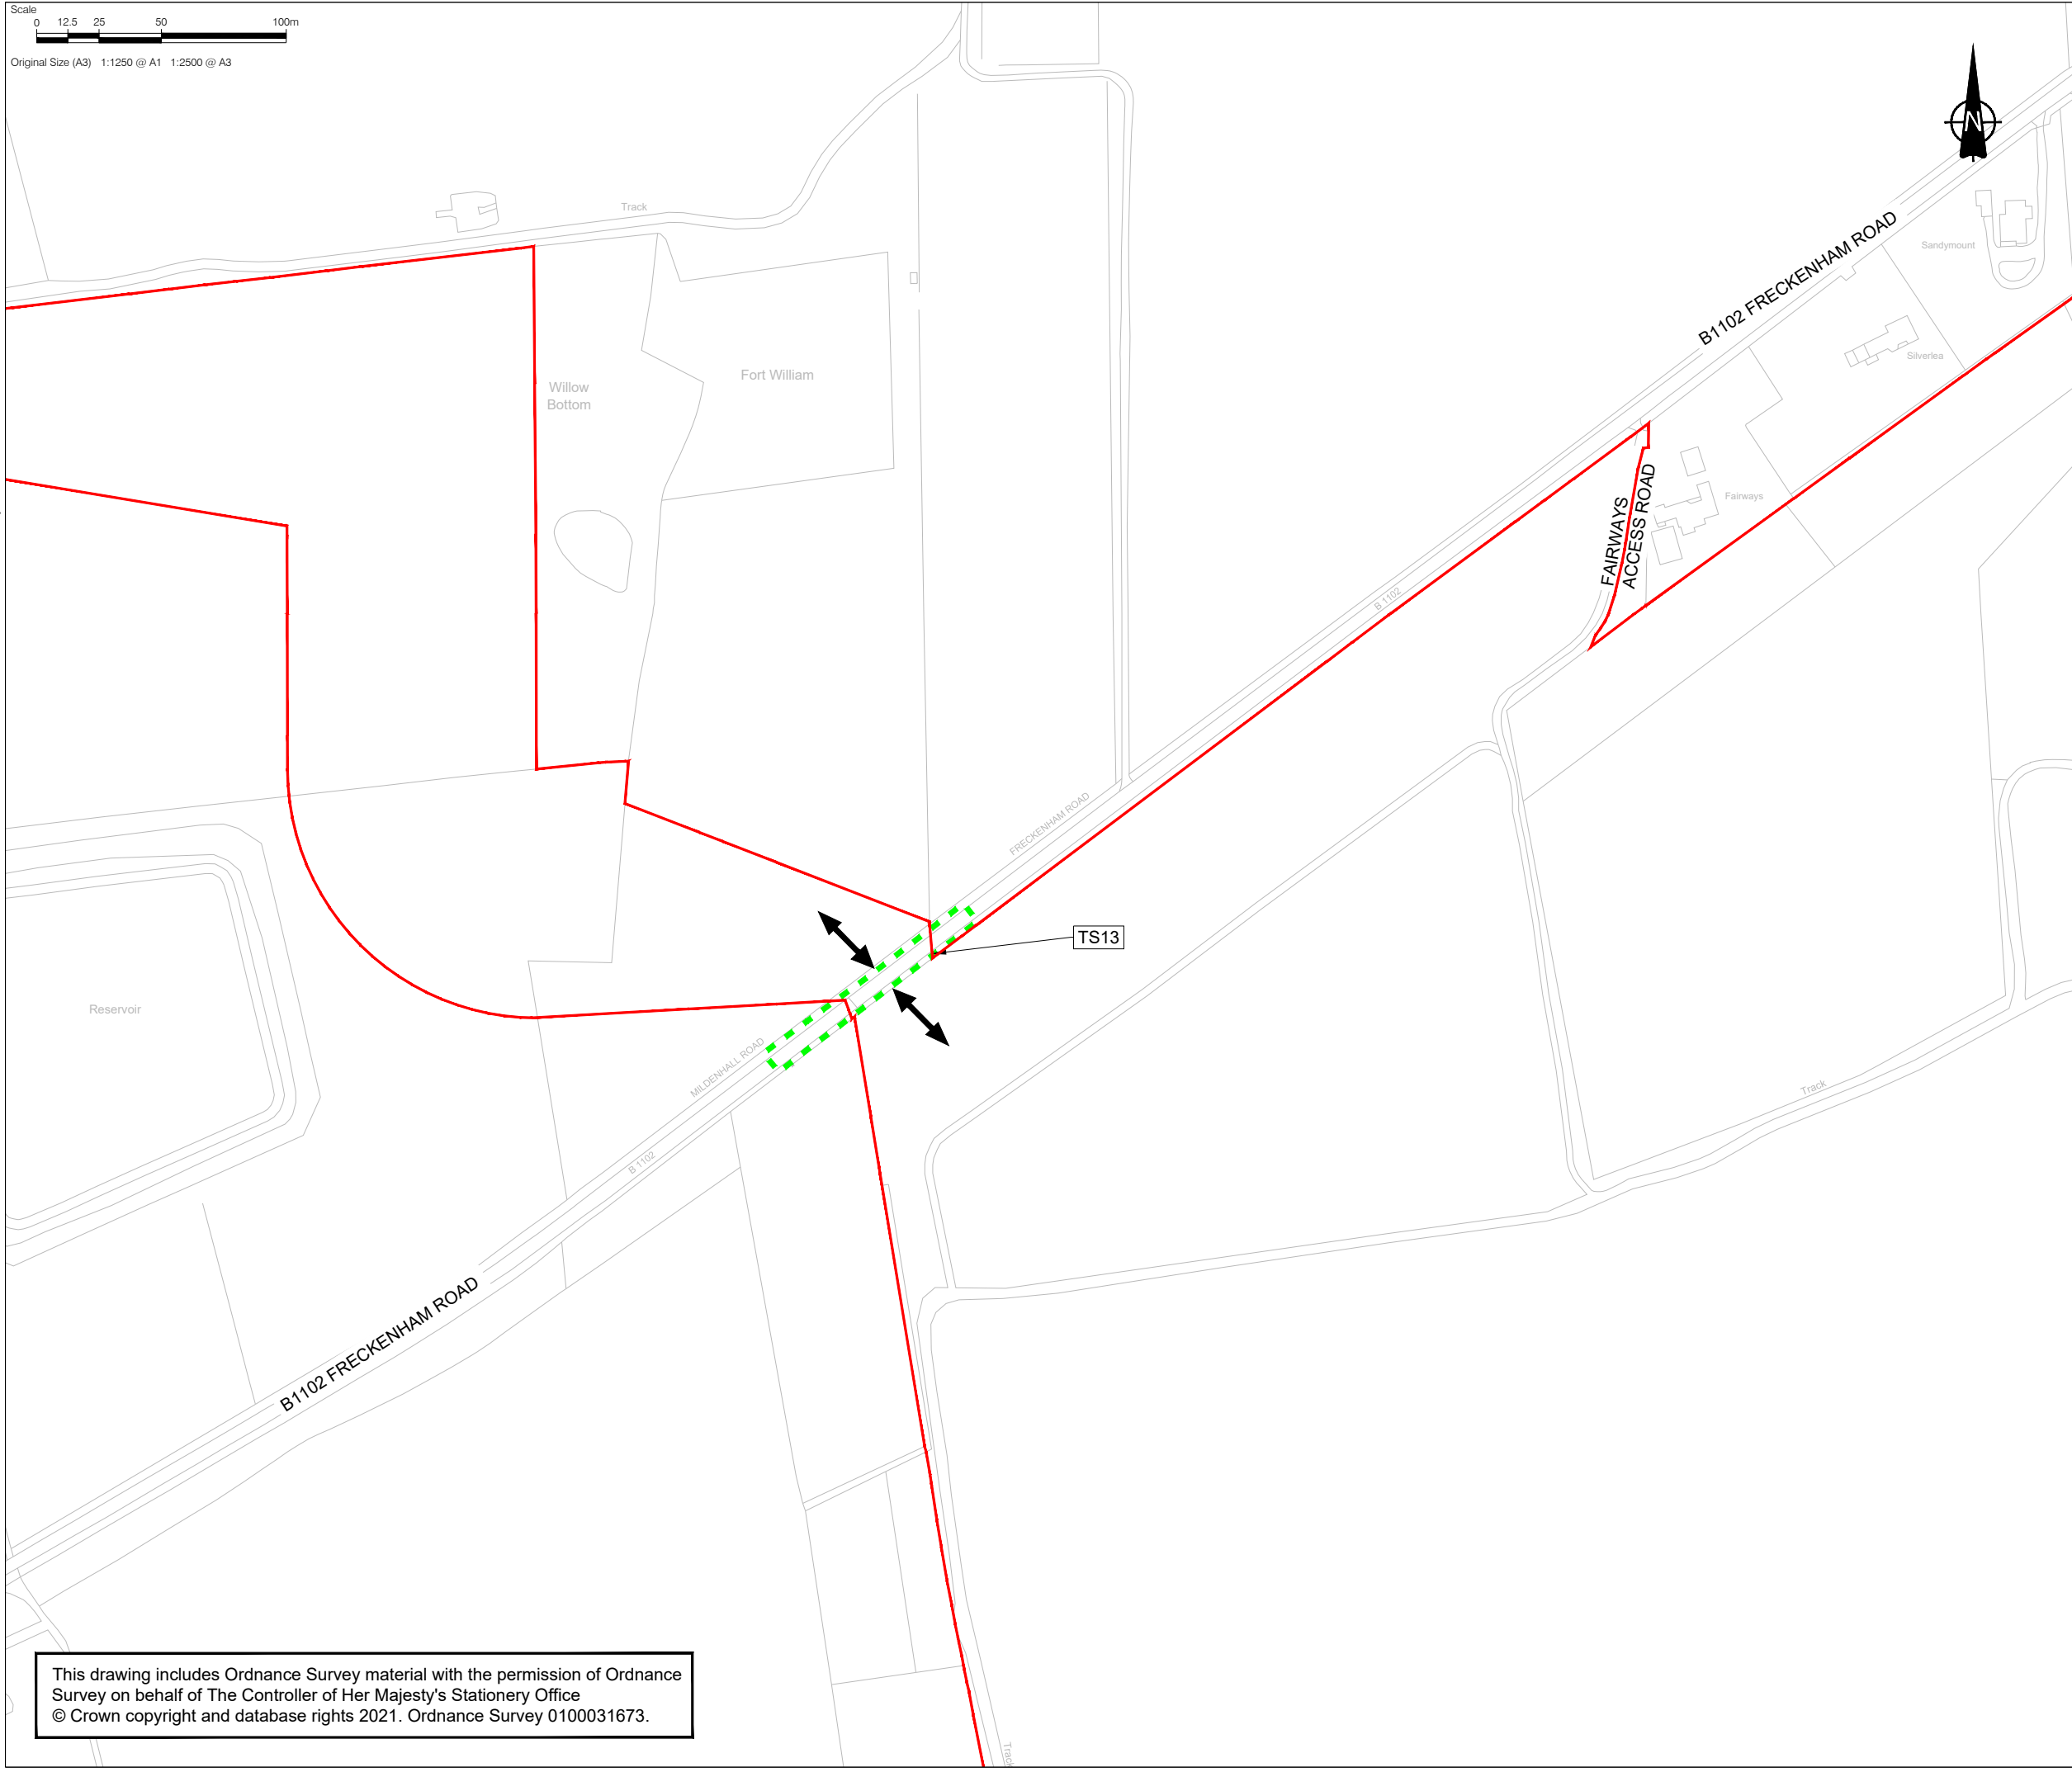 Scale
0 12.5 25 50 100m
Original Size (A3) 1:1250 @ A1 1:2500 @ A3
N
Track
B1102 FRECKENHAM ROAD
Sandymount
Silverlea
Willow
Bottom
Fort William
Fairways
FAIRWAYS
ACCESS ROAD
B 1102
FRECKENHAM ROAD
TS13
Reservoir
MILDENHALL ROAD
Track
B 1102
B1102 FRECKENHAM ROAD
This drawing includes Ordnance Survey material with the permission of Ordnance
Survey on behalf of The Controller of Her Majesty's Stationery Office
© Crown copyright and database rights 2021. Ordnance Survey 0100031673.
Track